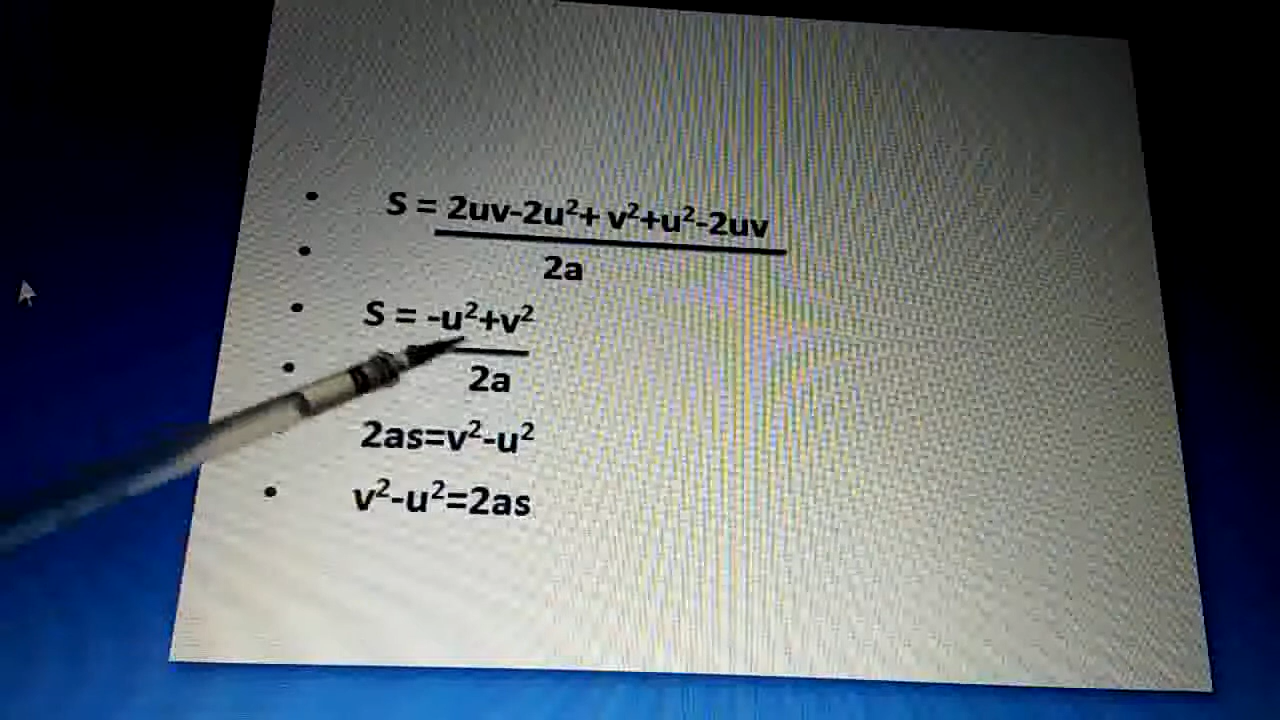 S = 2uv-2u²+ v²+u²-2uv
2a
S = -u²+v²
2a
2as=v²-u²
v²-u²=2as